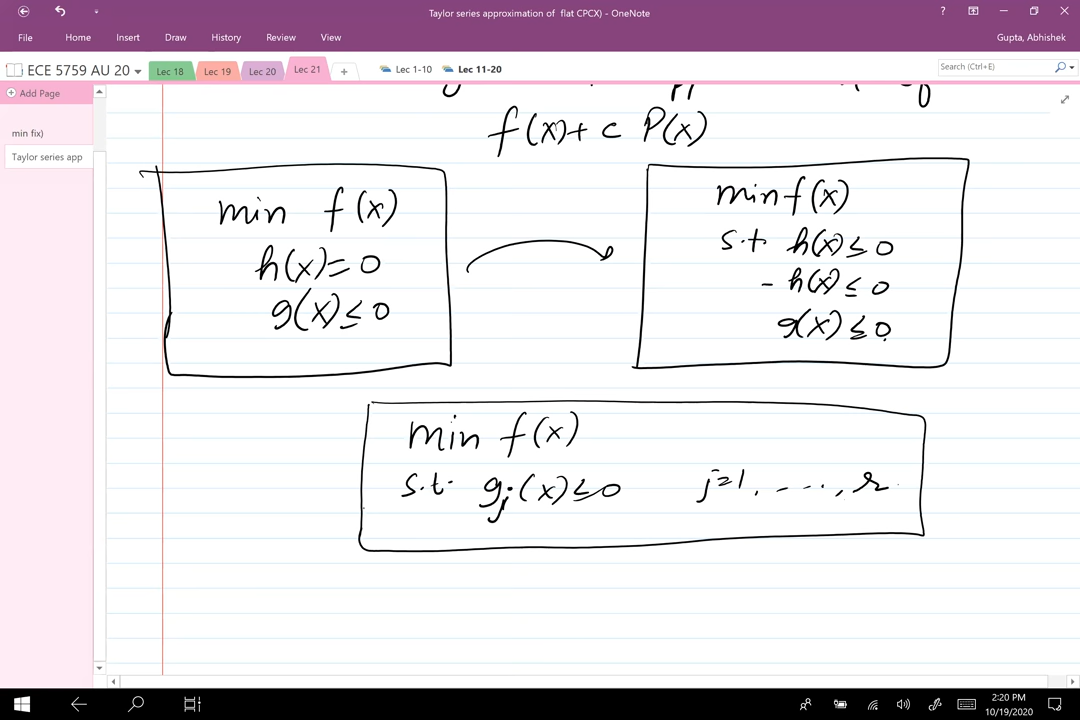 Taylor series approximation of flat CPCX) - OneNote
File Home Insert Draw History Review View
Gupta, Abhishek
ECE 5759 AU 20
Lec 18
Lec 19
Lec 20
Lec 21
Lec 1-10
Lec 11-20
Search (Ctrl+E)
Add Page
min fix)
Taylor series app
f(x)+ c P(x)
min f(x)
h(x)=0
g(x)≤0
min f(x)
s.t. h(x)≤0
- h(x)≤0
g(x)≤0
min f(x)
s.t. gj(x)≤0 j=1, ...., r
2:20 PM
10/19/2020